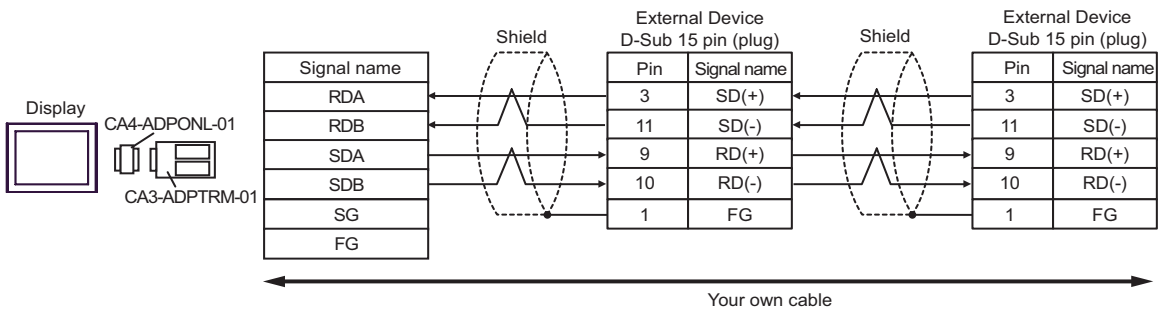 External Device
D-Sub 15 pin (plug)
External Device
D-Sub 15 pin (plug)
Shield
Shield
Signal name
Pin Signal name
Pin Signal name
RDA
3 SD(+)
3 SD(+)
Display
CA4-ADPONL-01
RDB
11 SD(-)
11 SD(-)
SDA
9 RD(+)
9 RD(+)
CA3-ADPTRM-01
SDB
10 RD(-)
10 RD(-)
SG
1 FG
1 FG
FG
Your own cable